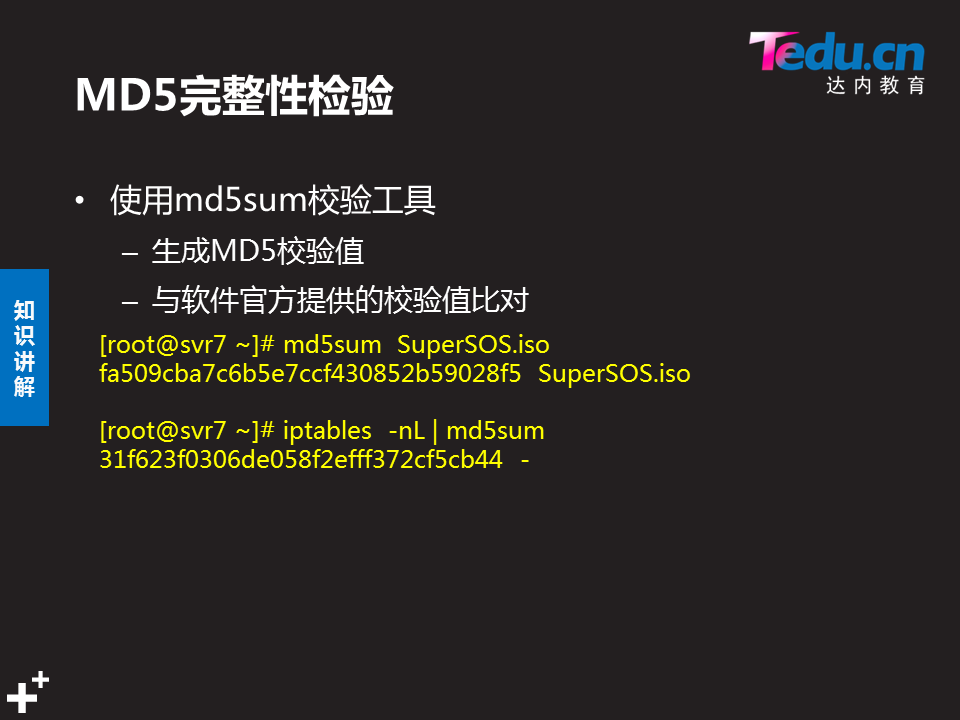 Tedu.cn
达内教育
MD5完整性检验
• 使用md5sum校验工具
– 生成MD5校验值
– 与软件官方提供的校验值比对
知识讲解
[root@svr7 ~]# md5sum  SuperSOS.iso
fa509cba7c6b5e7ccf430852b59028f5  SuperSOS.iso
[root@svr7 ~]# iptables  -nL | md5sum
31f623f0306de058f2efff372cf5cb44  -